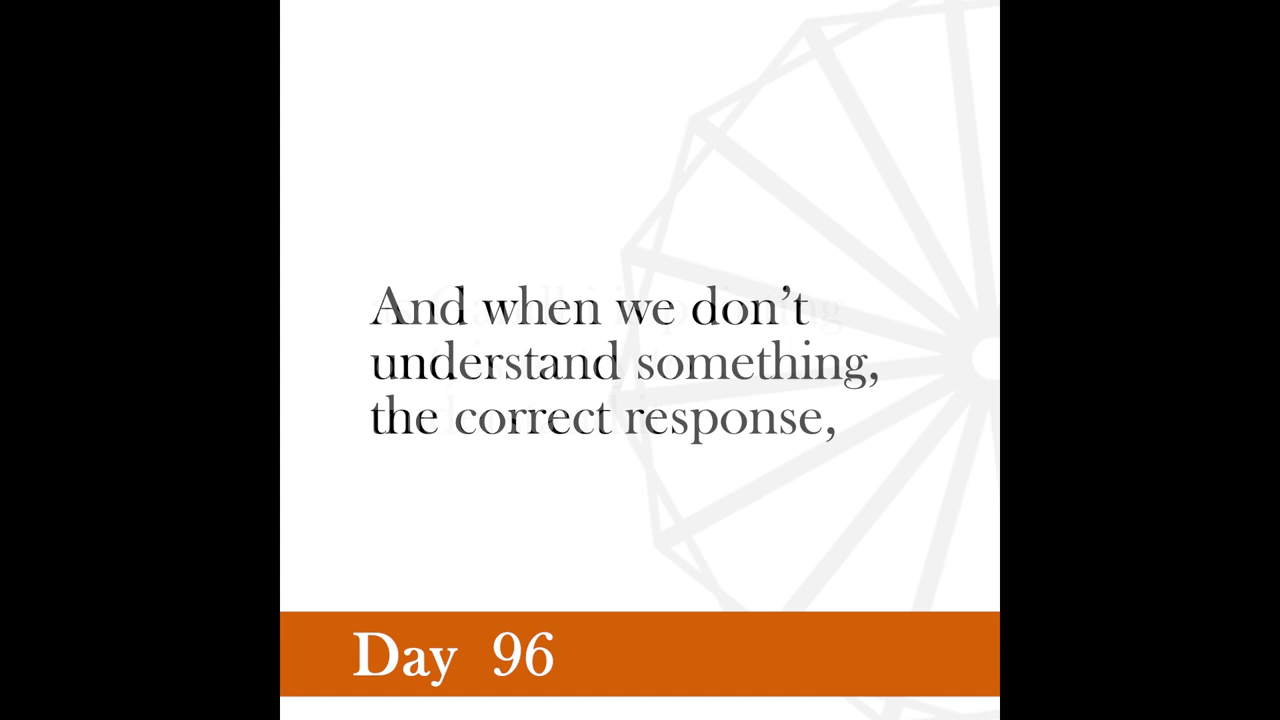 And when we don’t
understand something,
the correct response,
Day 96